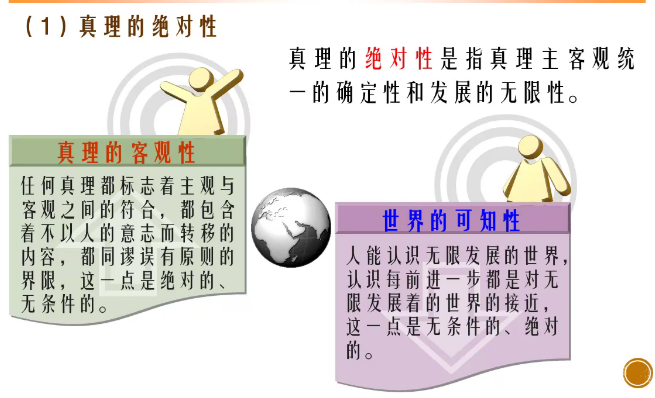 （1）真理的绝对性
真理的绝对性是指真理主客观统
一的确定性和发展的无限性。
真理的客观性
任何真理都标志着主观与
客观之间的符合，都包含
着不以人的意志而转移的
内容，都同谬误有原则的
界限，这一点是绝对的、
无条件的。
世界的可知性
人能认识无限发展的世界，
认识每前进一步都是对无
限发展着的世界的接近，
这一点是无条件的、绝对
的。